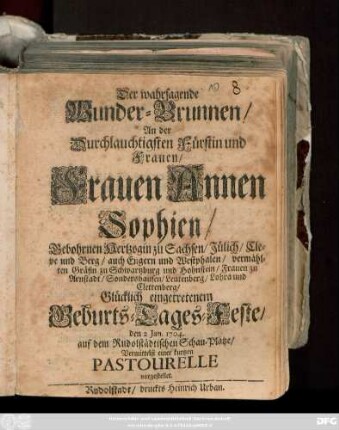 8
Der wahrsagende
Wunder-Brunnen/
An der
Durchlauchtigsten Fürstin und
Frauen/
Frauen Annen
Sophien/
Gebohrnen Hertzogin zu Sachsen/ Jülich/ Cle-
ve und Berg/ auch Engern und Westphalen/ vermähl-
ten Gräfin zu Schwartzburg und Hohnstein/ Frauen zu
Arnstadt/ Sondershausen/ Leutenberg/ Lohra und
Clettenberg/
Glücklich eingetretenem
Geburts-Tages-Feste/
den 2 Jun. 1704.
auf dem Rudolstädtischen Schau-Platze/
Vermittelst einer kurtzen
PASTOURELLE
vorgestellet.
Rudolstadt/ druckts Heinrich Urban.
DFG